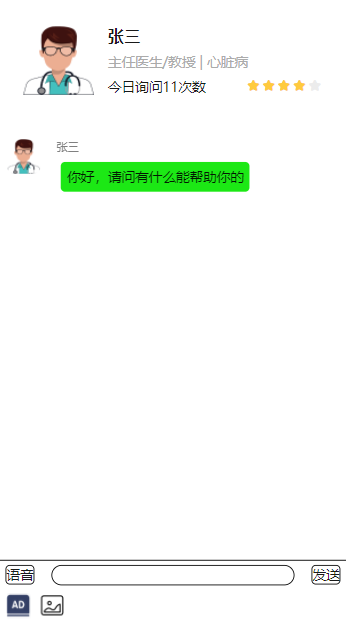 张三
主任医生/教授 | 心脏病
今日询问11次数
张三
你好，请问有什么能帮助你的
语音
发送
AD